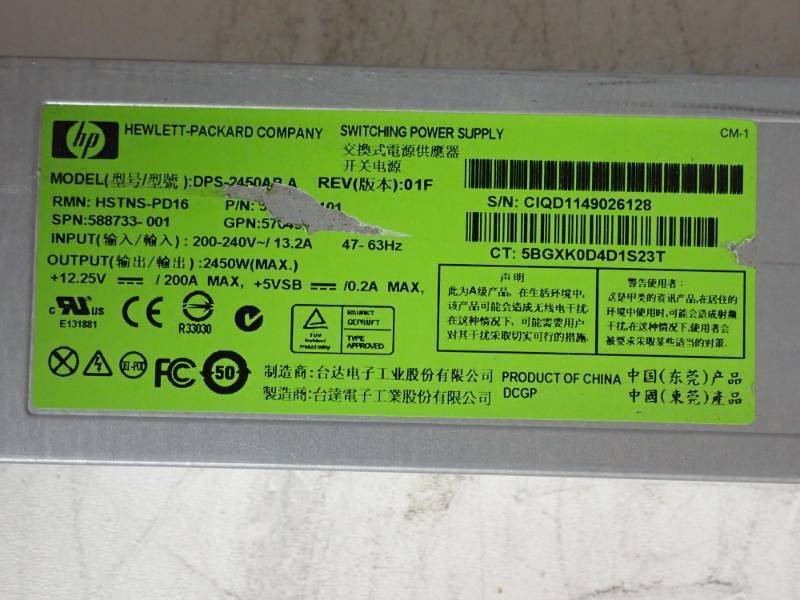 hp
HEWLETT-PACKARD COMPANY SWITCHING POWER SUPPLY CM-1
交換式電源供應器
开关电源
MODEL(型号/型號):DPS-2450AB A REV(版本):01F
S/N: CIQD1149026128
RMN: HSTNS-PD16 P/N:
SPN:588733-001 GPN:
CT: 5BGXK0D4D1S23T
INPUT(输入/輸入): 200-240V~/ 13.2A 47-63Hz
OUTPUT(输出/輸出):2450W(MAX.)
+12.25V ⎓ / 200A MAX, +5VSB ⎓/0.2A MAX,
声明
此为A级产品, 在生活环境中,
该产品可能会造成无线电干扰,
在这种情况下, 可能需要用户
对其干扰采取切实可行的措施.
警告使用者:
这是甲类的资讯产品,在居住的
环境中使用时,可能会造成射频
干扰,在这种情况下,使用者会
被要求采取某些适当的对策.
c RU us
E131881
CE
R33030
TÜV
Rheinland
BAUART
GEPRUFT
TYPE
APPROVED
FC 50
制造商:台达电子工业股份有限公司 PRODUCT OF CHINA 中国(东莞)产品
製造商:台達電子工業股份有限公司 DCGP 中國(東莞)產品